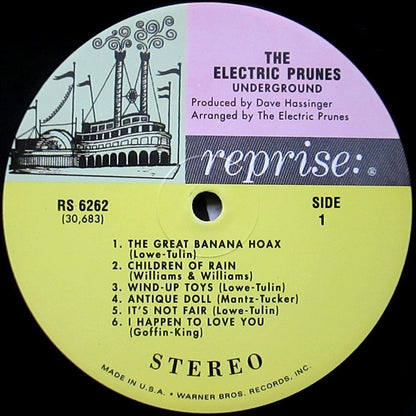 THE
ELECTRIC PRUNES
UNDERGROUND
Produced by Dave Hassinger
Arranged by The Electric Prunes
reprise:®
RS 6262
(30,683)
SIDE
1
1. THE GREAT BANANA HOAX
(Lowe-Tulin)
2. CHILDREN OF RAIN
(Williams & Williams)
3. WIND-UP TOYS (Lowe-Tulin)
4. ANTIQUE DOLL (Mantz-Tucker)
5. IT'S NOT FAIR (Lowe-Tulin)
6. I HAPPEN TO LOVE YOU
(Goffin-King)
STEREO
MADE IN U.S.A. • WARNER BROS. RECORDS, INC.